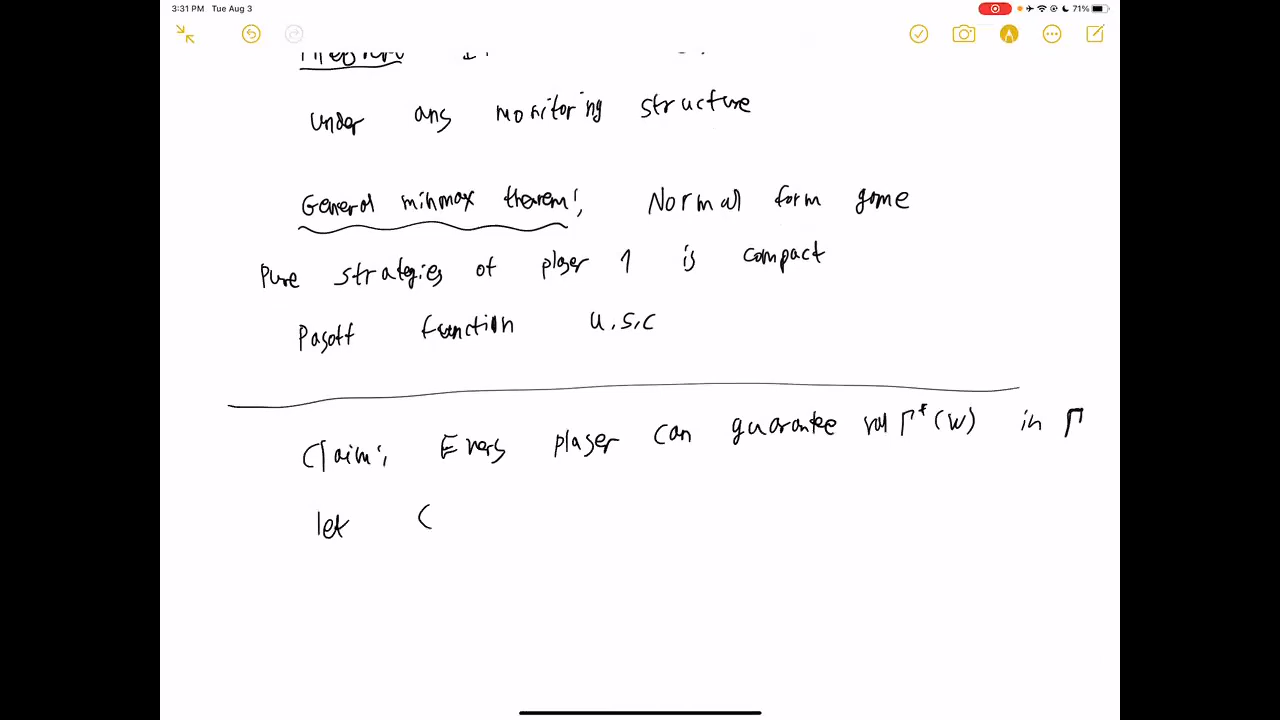 3:31 PM Tue Aug 3
71%
under any monitoring structure
General minmax theorem: Normal form game
Pure strategies of player 1 is compact
Payoff function u.s.c
Claim: Every player can guarantee val Γ*(W) in Γ
let (